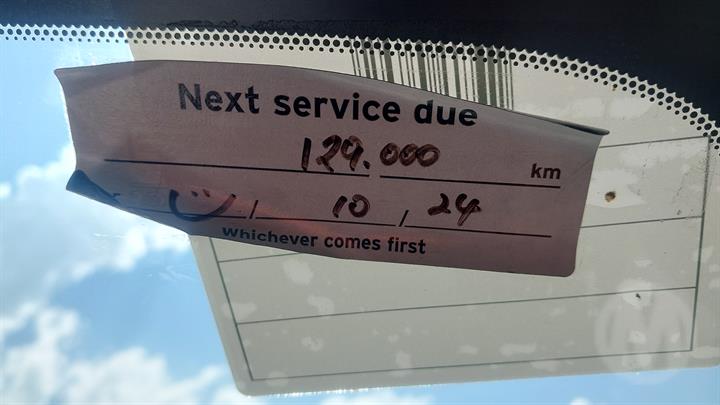 Next service due
129.000 km
/ 10 / 24
Whichever comes first